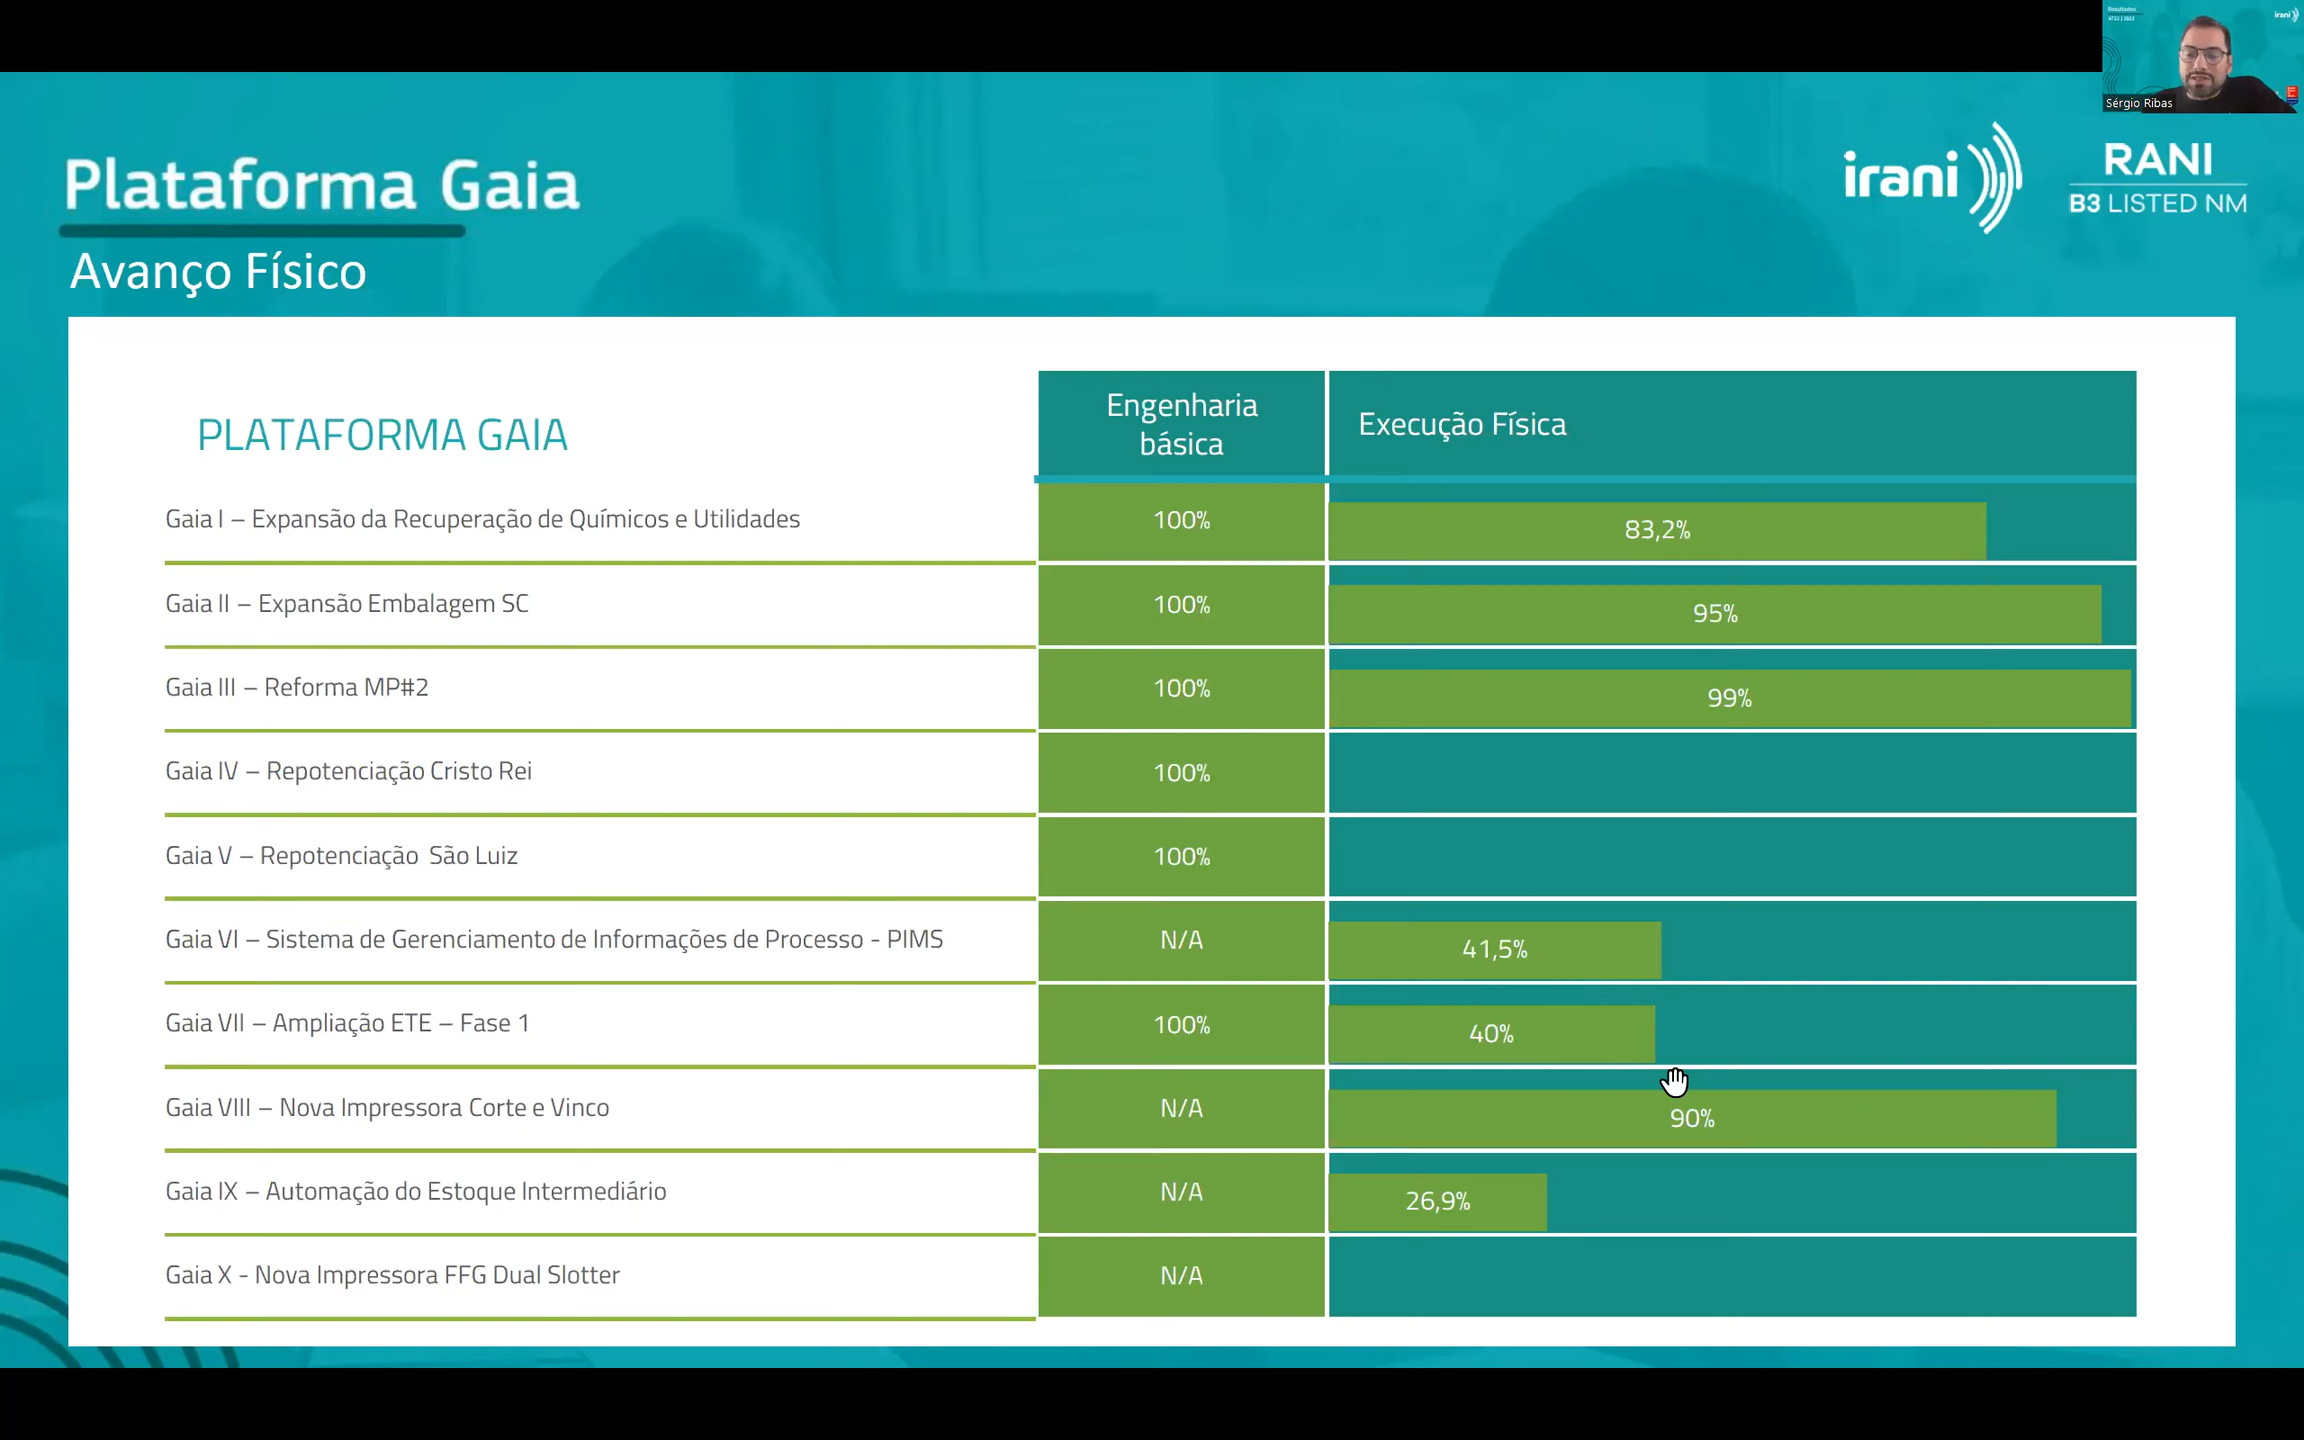 Resultados
4T22 | 2022
irani
Sérgio Ribas
Plataforma Gaia
irani
RANI
B3 LISTED NM
Avanço Físico
PLATAFORMA GAIA
Engenharia
básica
Execução Física
Gaia I – Expansão da Recuperação de Químicos e Utilidades
100%
83,2%
Gaia II – Expansão Embalagem SC
100%
95%
Gaia III – Reforma MP#2
100%
99%
Gaia IV – Repotenciação Cristo Rei
100%
Gaia V – Repotenciação  São Luiz
100%
Gaia VI – Sistema de Gerenciamento de Informações de Processo - PIMS
N/A
41,5%
Gaia VII – Ampliação ETE – Fase 1
100%
40%
Gaia VIII – Nova Impressora Corte e Vinco
N/A
90%
Gaia IX – Automação do Estoque Intermediário
N/A
26,9%
Gaia X - Nova Impressora FFG Dual Slotter
N/A